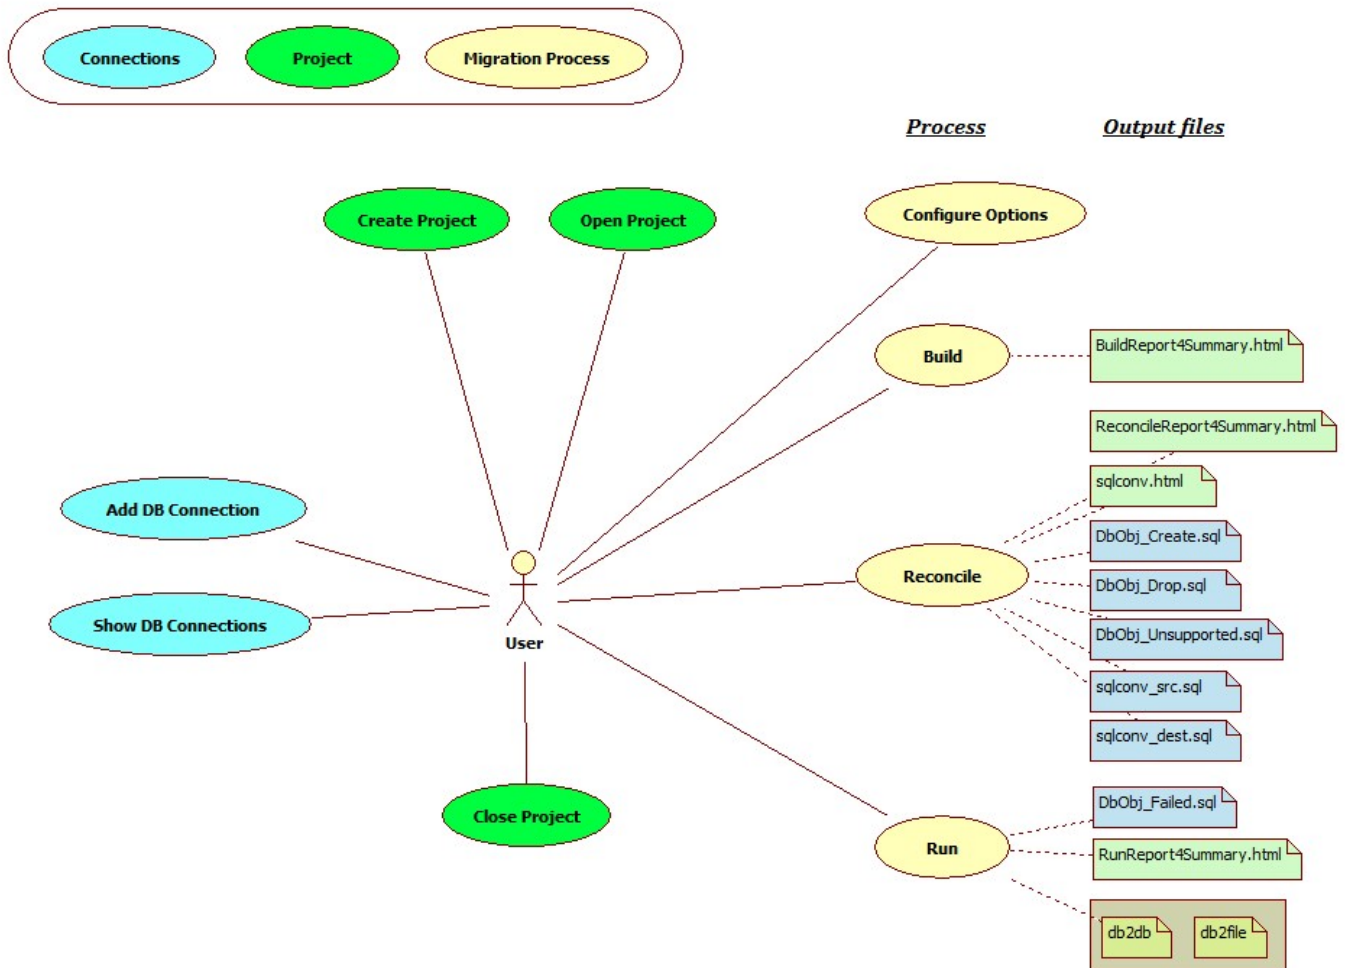 Connections
Project
Migration Process
Process
Output files
Create Project
Open Project
Configure Options
Build
BuildReport4Summary.html
ReconcileReport4Summary.html
sqlconv.html
Add DB Connection
DbObj_Create.sql
Reconcile
DbObj_Drop.sql
Show DB Connections
User
DbObj_Unsupported.sql
sqlconv_src.sql
sqlconv_dest.sql
Close Project
DbObj_Failed.sql
Run
RunReport4Summary.html
db2db
db2file